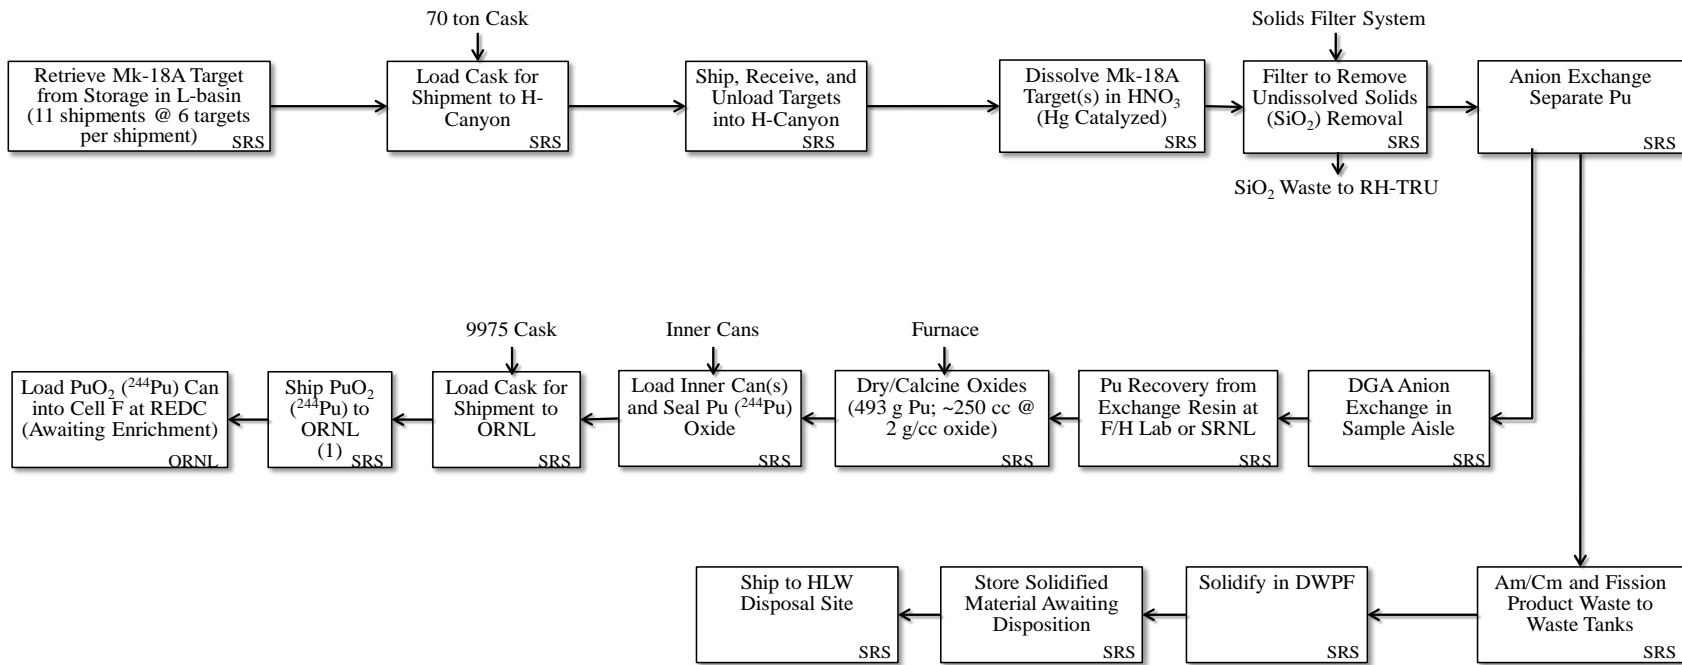 70 ton Cask
Solids Filter System
Retrieve Mk-18A Target
from Storage in L-basin
(11 shipments @ 6 targets
per shipment)
SRS
Load Cask for
Shipment to H-
Canyon
SRS
Ship, Receive, and
Unload Targets
into H-Canyon
SRS
Dissolve Mk-18A
Target(s) in HNO₃
(Hg Catalyzed)
SRS
Filter to Remove
Undissolved Solids
(SiO₂) Removal
SRS
Anion Exchange
Separate Pu
SRS
SiO₂ Waste to RH-TRU
9975 Cask
Inner Cans
Furnace
Load PuO₂ (²⁴⁴Pu) Can
into Cell F at REDC
(Awaiting Enrichment)
ORNL
Ship PuO₂
(²⁴⁴Pu) to
ORNL
(1)
SRS
Load Cask for
Shipment to
ORNL
SRS
Load Inner Can(s)
and Seal Pu (²⁴⁴Pu)
Oxide
SRS
Dry/Calcine Oxides
(493 g Pu; ~250 cc @
2 g/cc oxide)
SRS
Pu Recovery from
Exchange Resin at
F/H Lab or SRNL
SRS
DGA Anion
Exchange in
Sample Aisle
SRS
Ship to HLW
Disposal Site
SRS
Store Solidified
Material Awaiting
Disposition
SRS
Solidify in DWPF
SRS
Am/Cm and Fission
Product Waste to
Waste Tanks
SRS